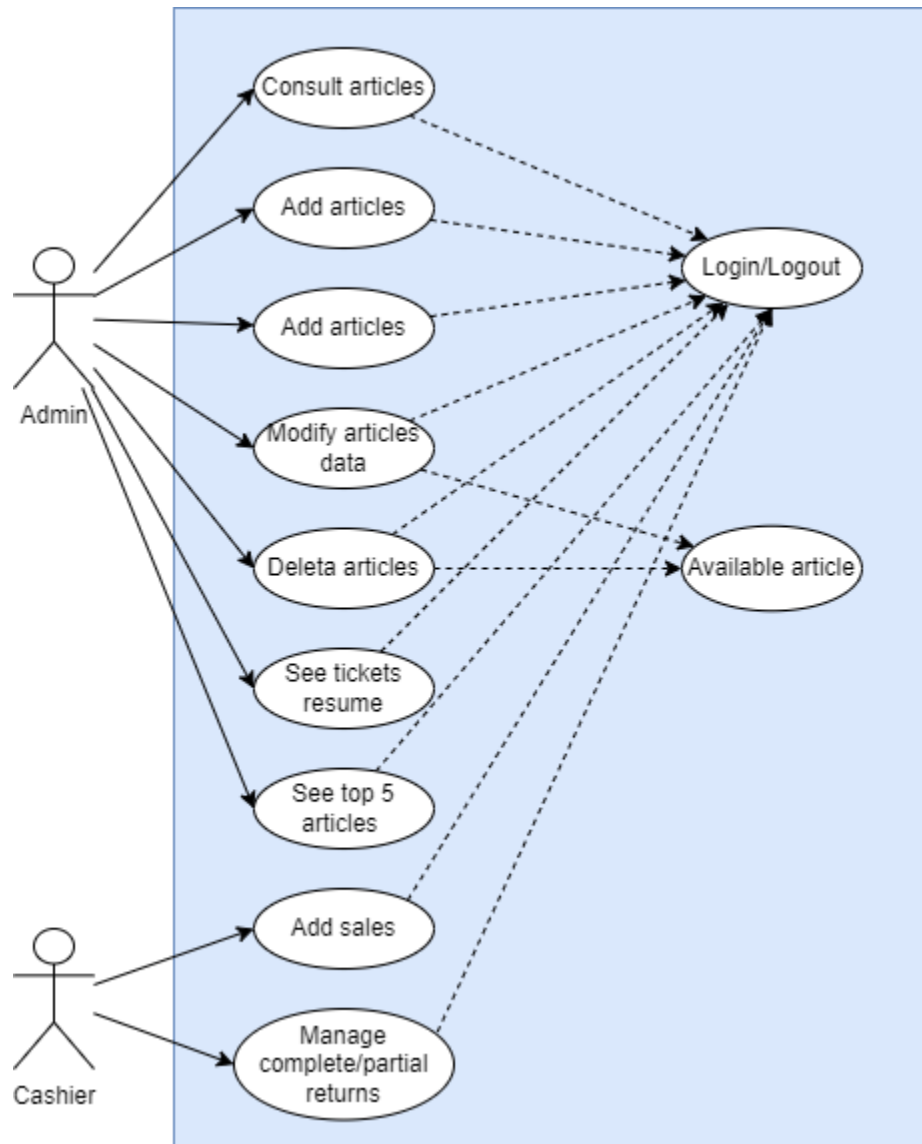 Consult articles
Add articles
Login/Logout
Add articles
Admin
Modify articles
data
Deleta articles
Available article
See tickets
resume
See top 5
articles
Add sales
Manage
complete/partial
returns
Cashier